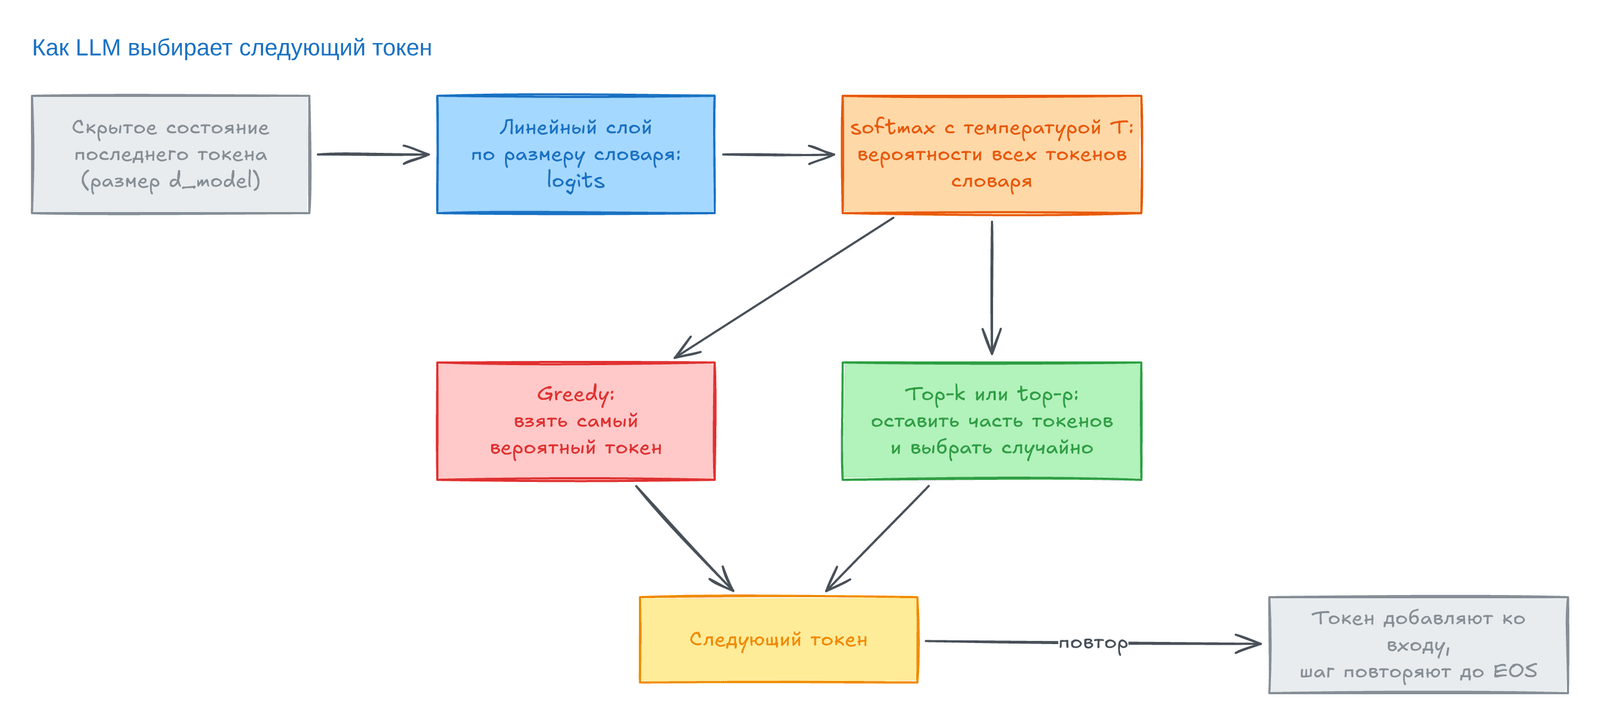 Как LLM выбирает следующий токен
Скрытое состояние
последнего токена
(размер d_model)
Линейный слой
по размеру словаря:
logits
softmax с температурой T:
вероятности всех токенов
словаря
Greedy:
взять самый
вероятный токен
Top-k или top-p:
оставить часть токенов
и выбрать случайно
Следующий токен
повтор
Токен добавляют ко
входу,
шаг повторяют до EOS